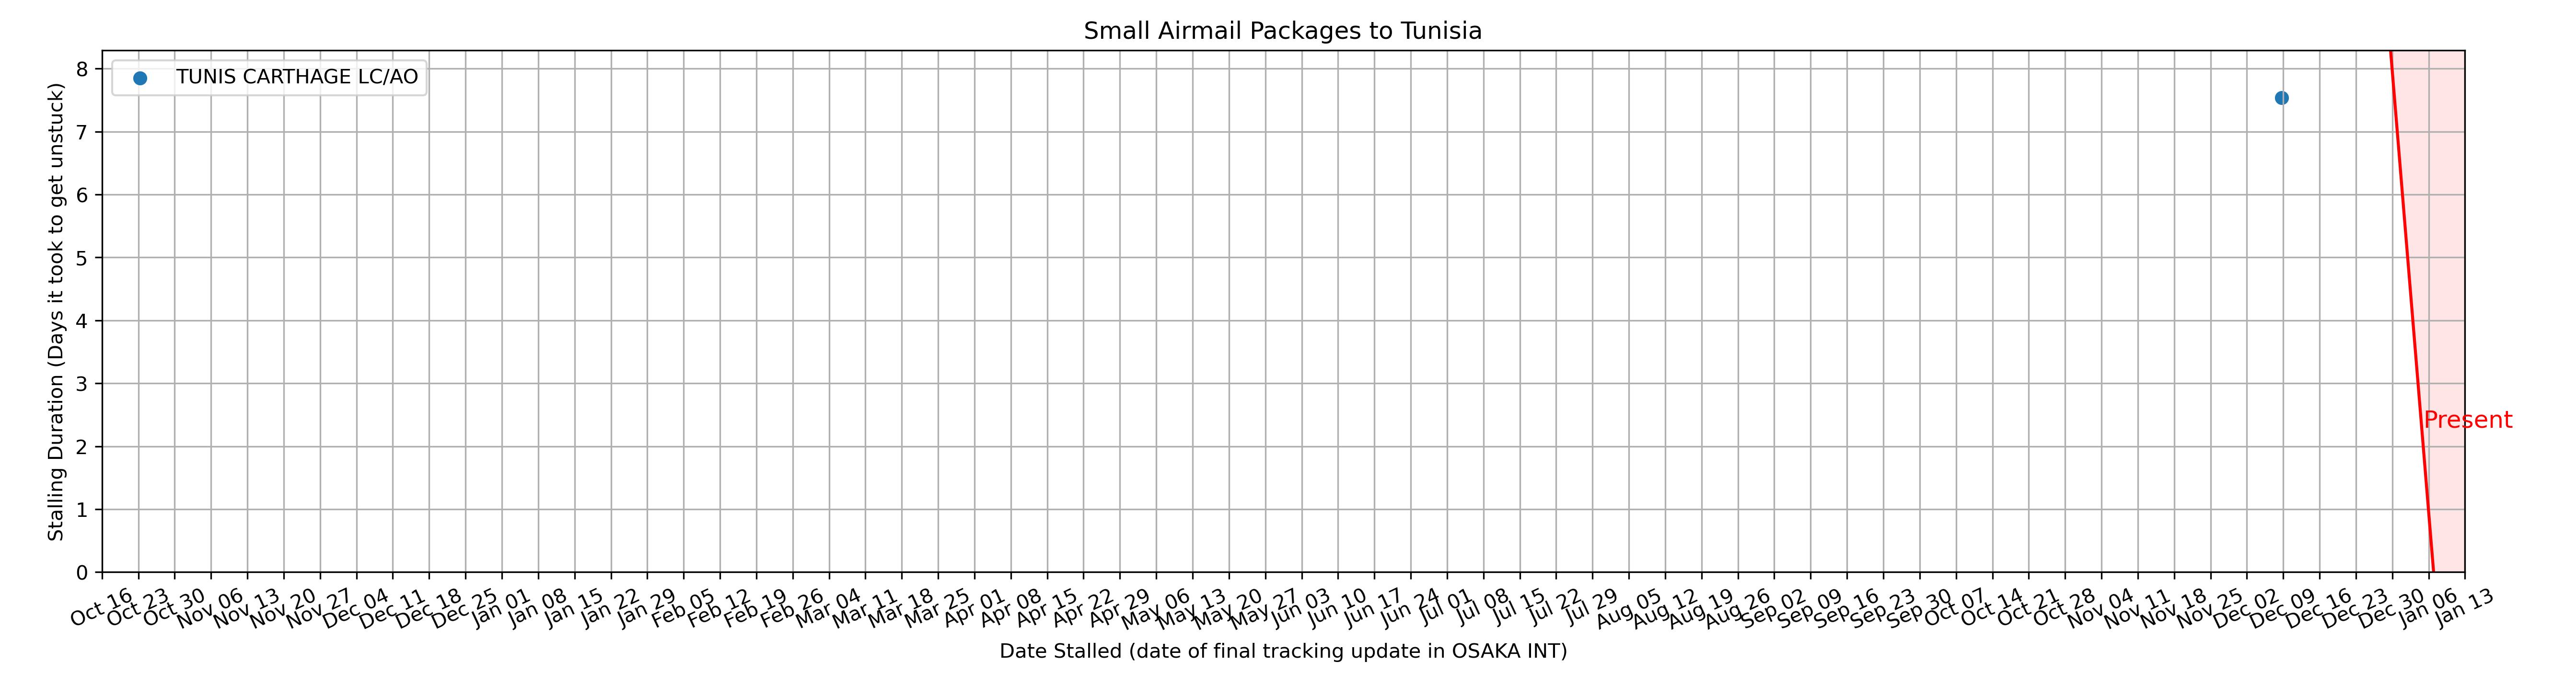 Small Airmail Packages to Tunisia
TUNIS CARTHAGE LC/AO
Stalling Duration (Days it took to get unstuck)
8
7
6
5
4
3
2
1
0
Present
Oct 16 Oct 23 Oct 30 Nov 06 Nov 13 Nov 20 Nov 27 Dec 04 Dec 11 Dec 18 Dec 25 Jan 01 Jan 08 Jan 15 Jan 22 Jan 29 Feb 05 Feb 12 Feb 19 Feb 26 Mar 04 Mar 11 Mar 18 Mar 25 Apr 01 Apr 08 Apr 15 Apr 22 Apr 29 May 06 May 13 May 20 May 27 Jun 03 Jun 10 Jun 17 Jun 24 Jul 01 Jul 08 Jul 15 Jul 22 Jul 29 Aug 05 Aug 12 Aug 19 Aug 26 Sep 02 Sep 09 Sep 16 Sep 23 Sep 30 Oct 07 Oct 14 Oct 21 Oct 28 Nov 04 Nov 11 Nov 18 Nov 25 Dec 02 Dec 09 Dec 16 Dec 23 Dec 30 Jan 06 Jan 13
Date Stalled (date of final tracking update in OSAKA INT)